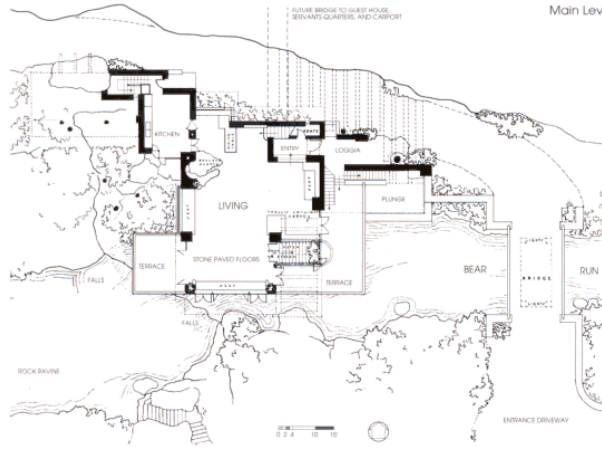 FUTURE BRIDGE TO GUEST HOUSE,
SERVANTS QUARTERS, AND CARPORT
Main Lev
KITCHEN
ENTRY
LOGGIA
LIVING
PLUNGE
STONE PAVED FLOORS
TERRACE
TERRACE
BEAR
BRIDGE
RUN
FALLS
FALLS
ROCK RAVINE
ENTRANCE DRIVEWAY
0 2 4 10 15'